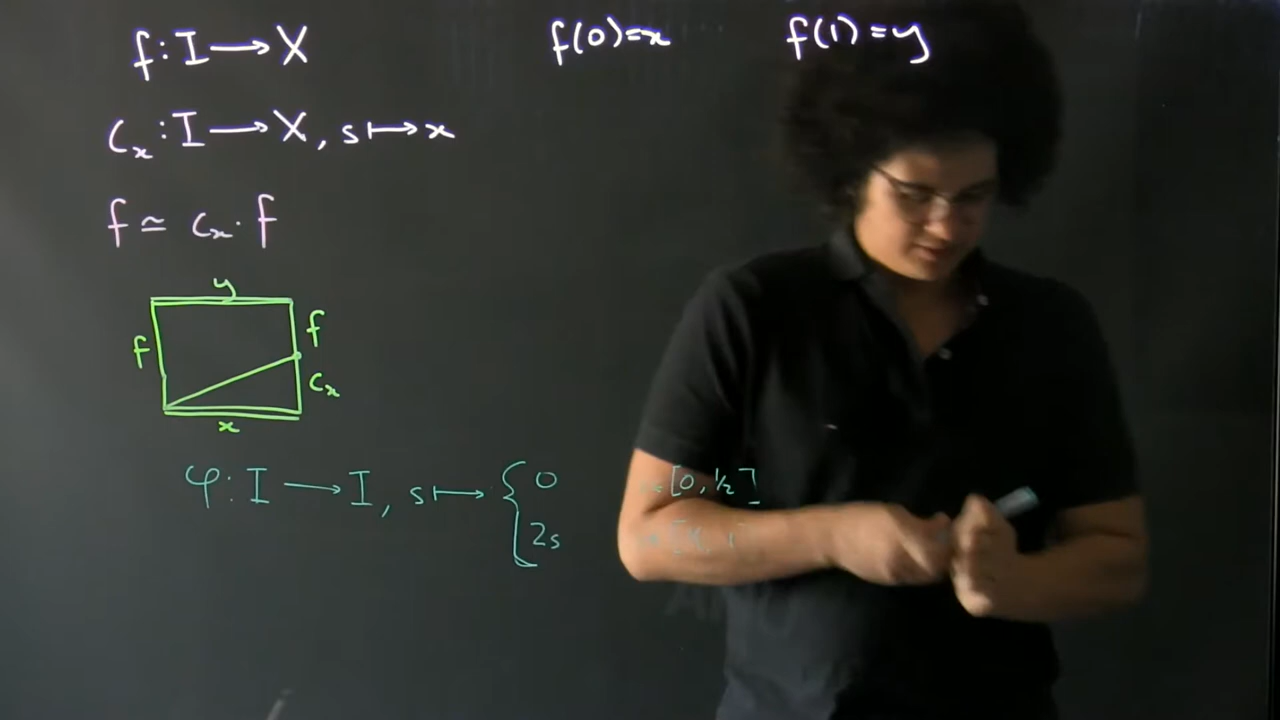 f : I ⟶ X f(0)=x f(1)=y
cₓ : I ⟶ X, s ↦ x
f ≃ cₓ · f
y
f f
cₓ
x
φ : I ⟶ I, s ↦ { 0 [0, ½]
2s